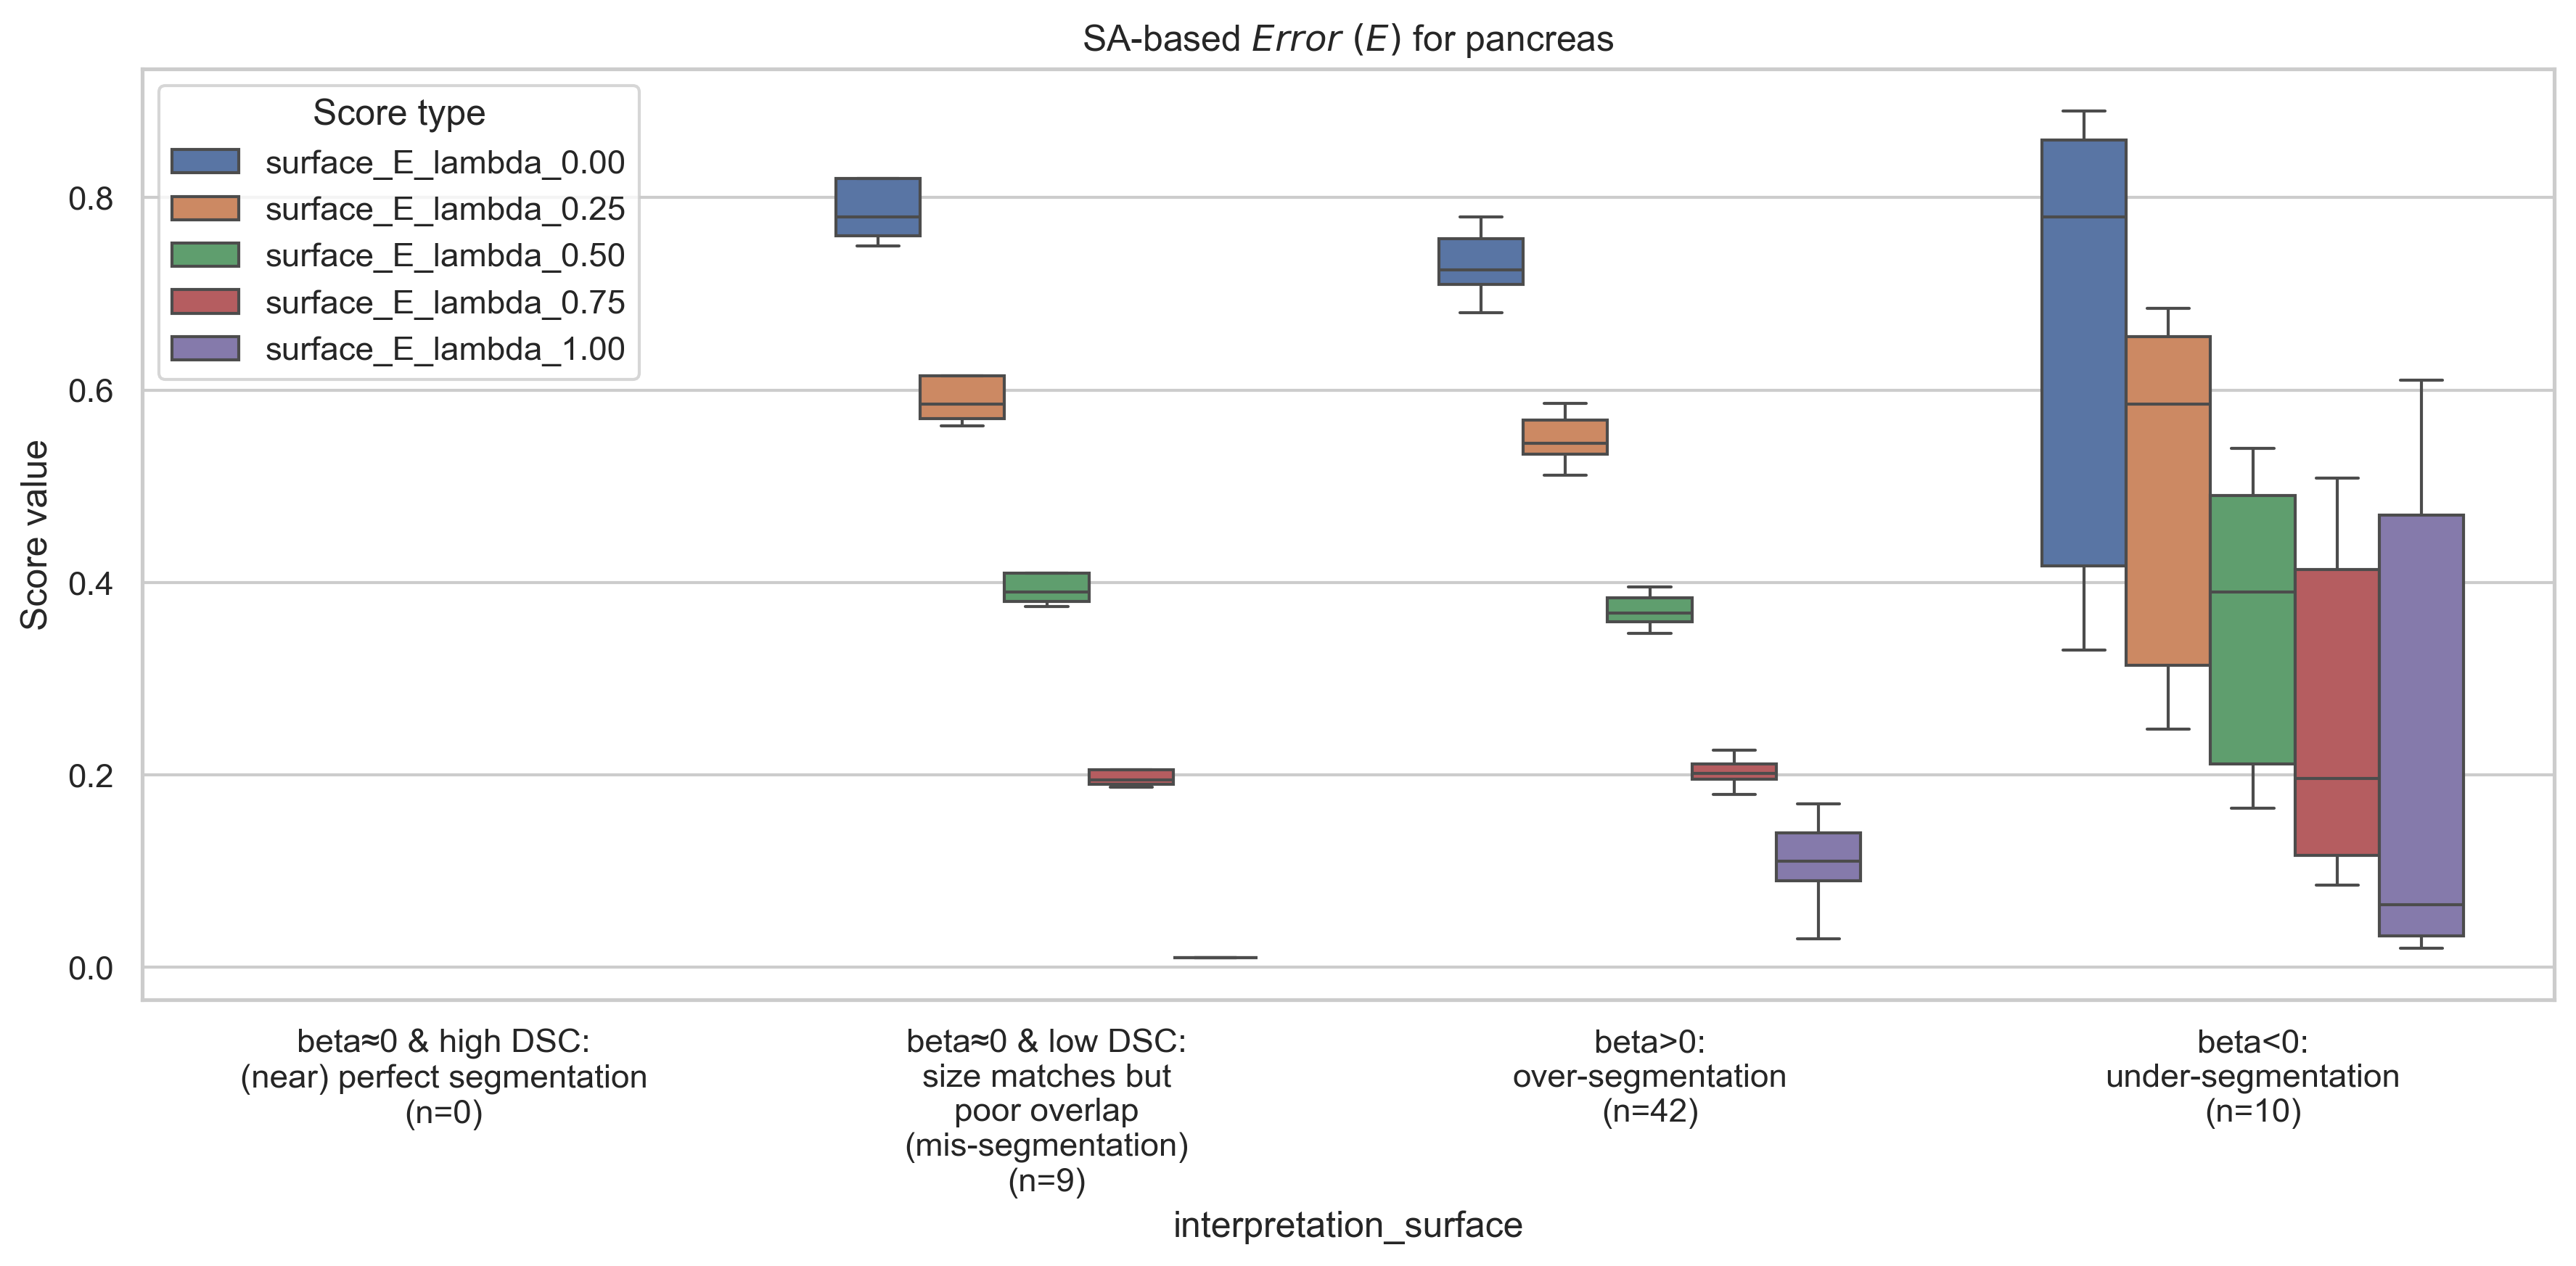 SA-based Error (E) for pancreas
Score type
surface_E_lambda_0.00
surface_E_lambda_0.25
surface_E_lambda_0.50
surface_E_lambda_0.75
surface_E_lambda_1.00
Score value
0.8
0.6
0.4
0.2
0.0
beta≈0 & high DSC:
(near) perfect segmentation
(n=0)
beta≈0 & low DSC:
size matches but
poor overlap
(mis-segmentation)
(n=9)
beta>0:
over-segmentation
(n=42)
beta<0:
under-segmentation
(n=10)
interpretation_surface